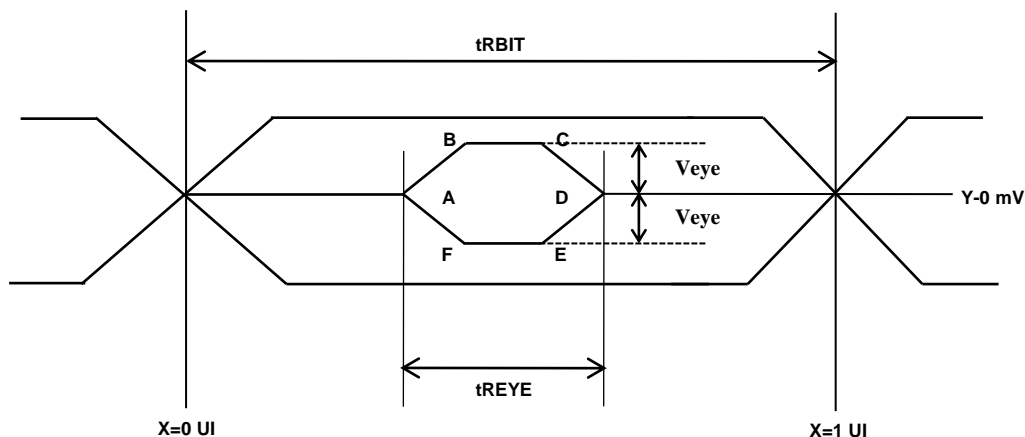 tRBIT
B
C
Veye
A
D
Y-0 mV
Veye
F
E
tREYE
X=0 UI
X=1 UI